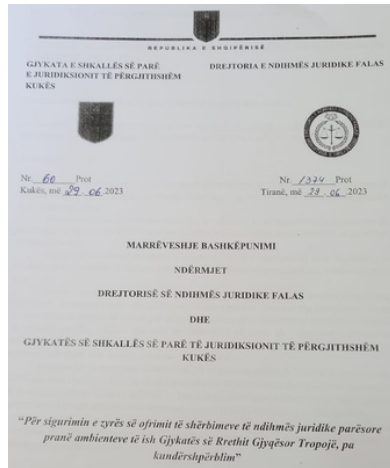 REPUBLIKA E SHQIPËRISË
GJYKATA E SHKALLËS SË PARË
E JURIDIKSIONIT TË PËRGJITHSHËM
KUKËS
DREJTORIA E NDIHMËS JURIDIKE FALAS
Nr. 60 Prot
Kukës, më 29 06 2023
Nr. 1374 Prot
Tiranë, më 29 06 2023
MARRËVESHJE BASHKËPUNIMI
NDËRMJET
DREJTORISË SË NDIHMËS JURIDIKE FALAS
DHE
GJYKATËS SË SHKALLËS SË PARË TË JURIDIKSIONIT TË PËRGJITHSHËM
KUKËS
“Për sigurimin e zyrës së ofrimit të shërbimeve të ndihmës juridike parësore
pranë ambienteve të ish Gjykatës së Rrethit Gjyqësor Tropojë, pa
kundërshpërblim”